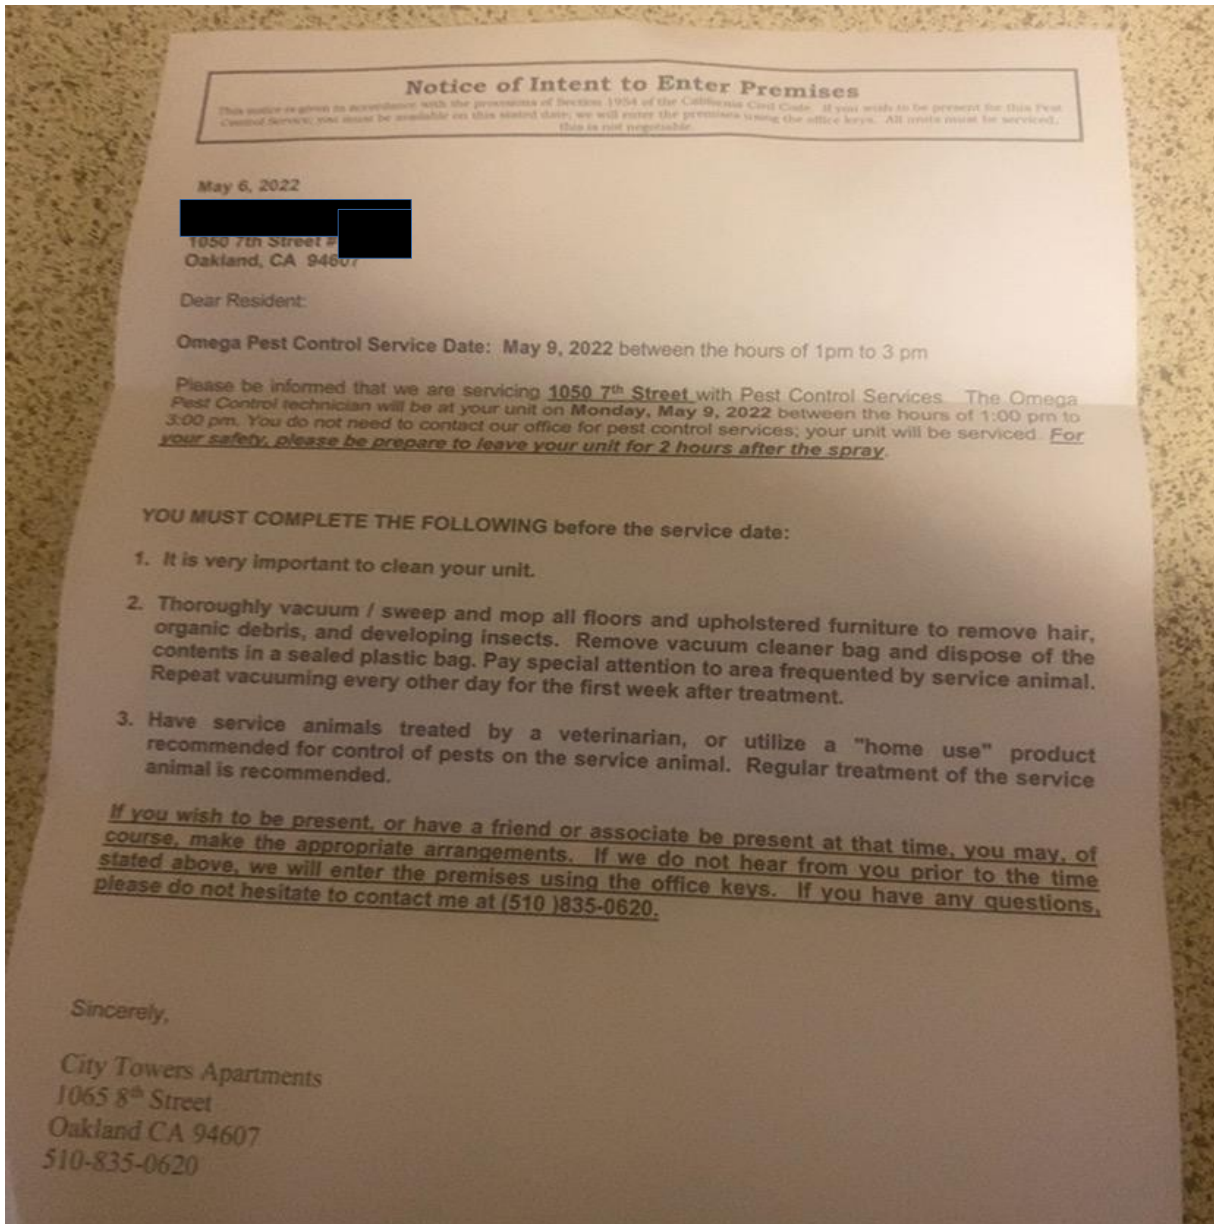 Notice of Intent to Enter Premises
This notice is given in accordance with the provisions of Section 1954 of the California Civil Code. If you wish to be present for this Pest
Control Service, you must be available on this stated date; we will enter the premises using the office keys. All units must be serviced,
this is not negotiable.
May 6, 2022
1050 7th Street #
Oakland, CA 94607
Dear Resident:
Omega Pest Control Service Date: May 9, 2022 between the hours of 1pm to 3 pm
Please be informed that we are servicing 1050 7th Street with Pest Control Services. The Omega
Pest Control technician will be at your unit on Monday, May 9, 2022 between the hours of 1:00 pm to
3:00 pm. You do not need to contact our office for pest control services; your unit will be serviced. For
your safety, please be prepare to leave your unit for 2 hours after the spray.
YOU MUST COMPLETE THE FOLLOWING before the service date:
1. It is very important to clean your unit.
2. Thoroughly vacuum / sweep and mop all floors and upholstered furniture to remove hair,
organic debris, and developing insects. Remove vacuum cleaner bag and dispose of the
contents in a sealed plastic bag. Pay special attention to area frequented by service animal.
Repeat vacuuming every other day for the first week after treatment.
3. Have service animals treated by a veterinarian, or utilize a "home use" product
recommended for control of pests on the service animal. Regular treatment of the service
animal is recommended.
If you wish to be present, or have a friend or associate be present at that time, you may, of
course, make the appropriate arrangements. If we do not hear from you prior to the time
stated above, we will enter the premises using the office keys. If you have any questions,
please do not hesitate to contact me at (510 )835-0620.
Sincerely,
City Towers Apartments
1065 8th Street
Oakland CA 94607
510-835-0620